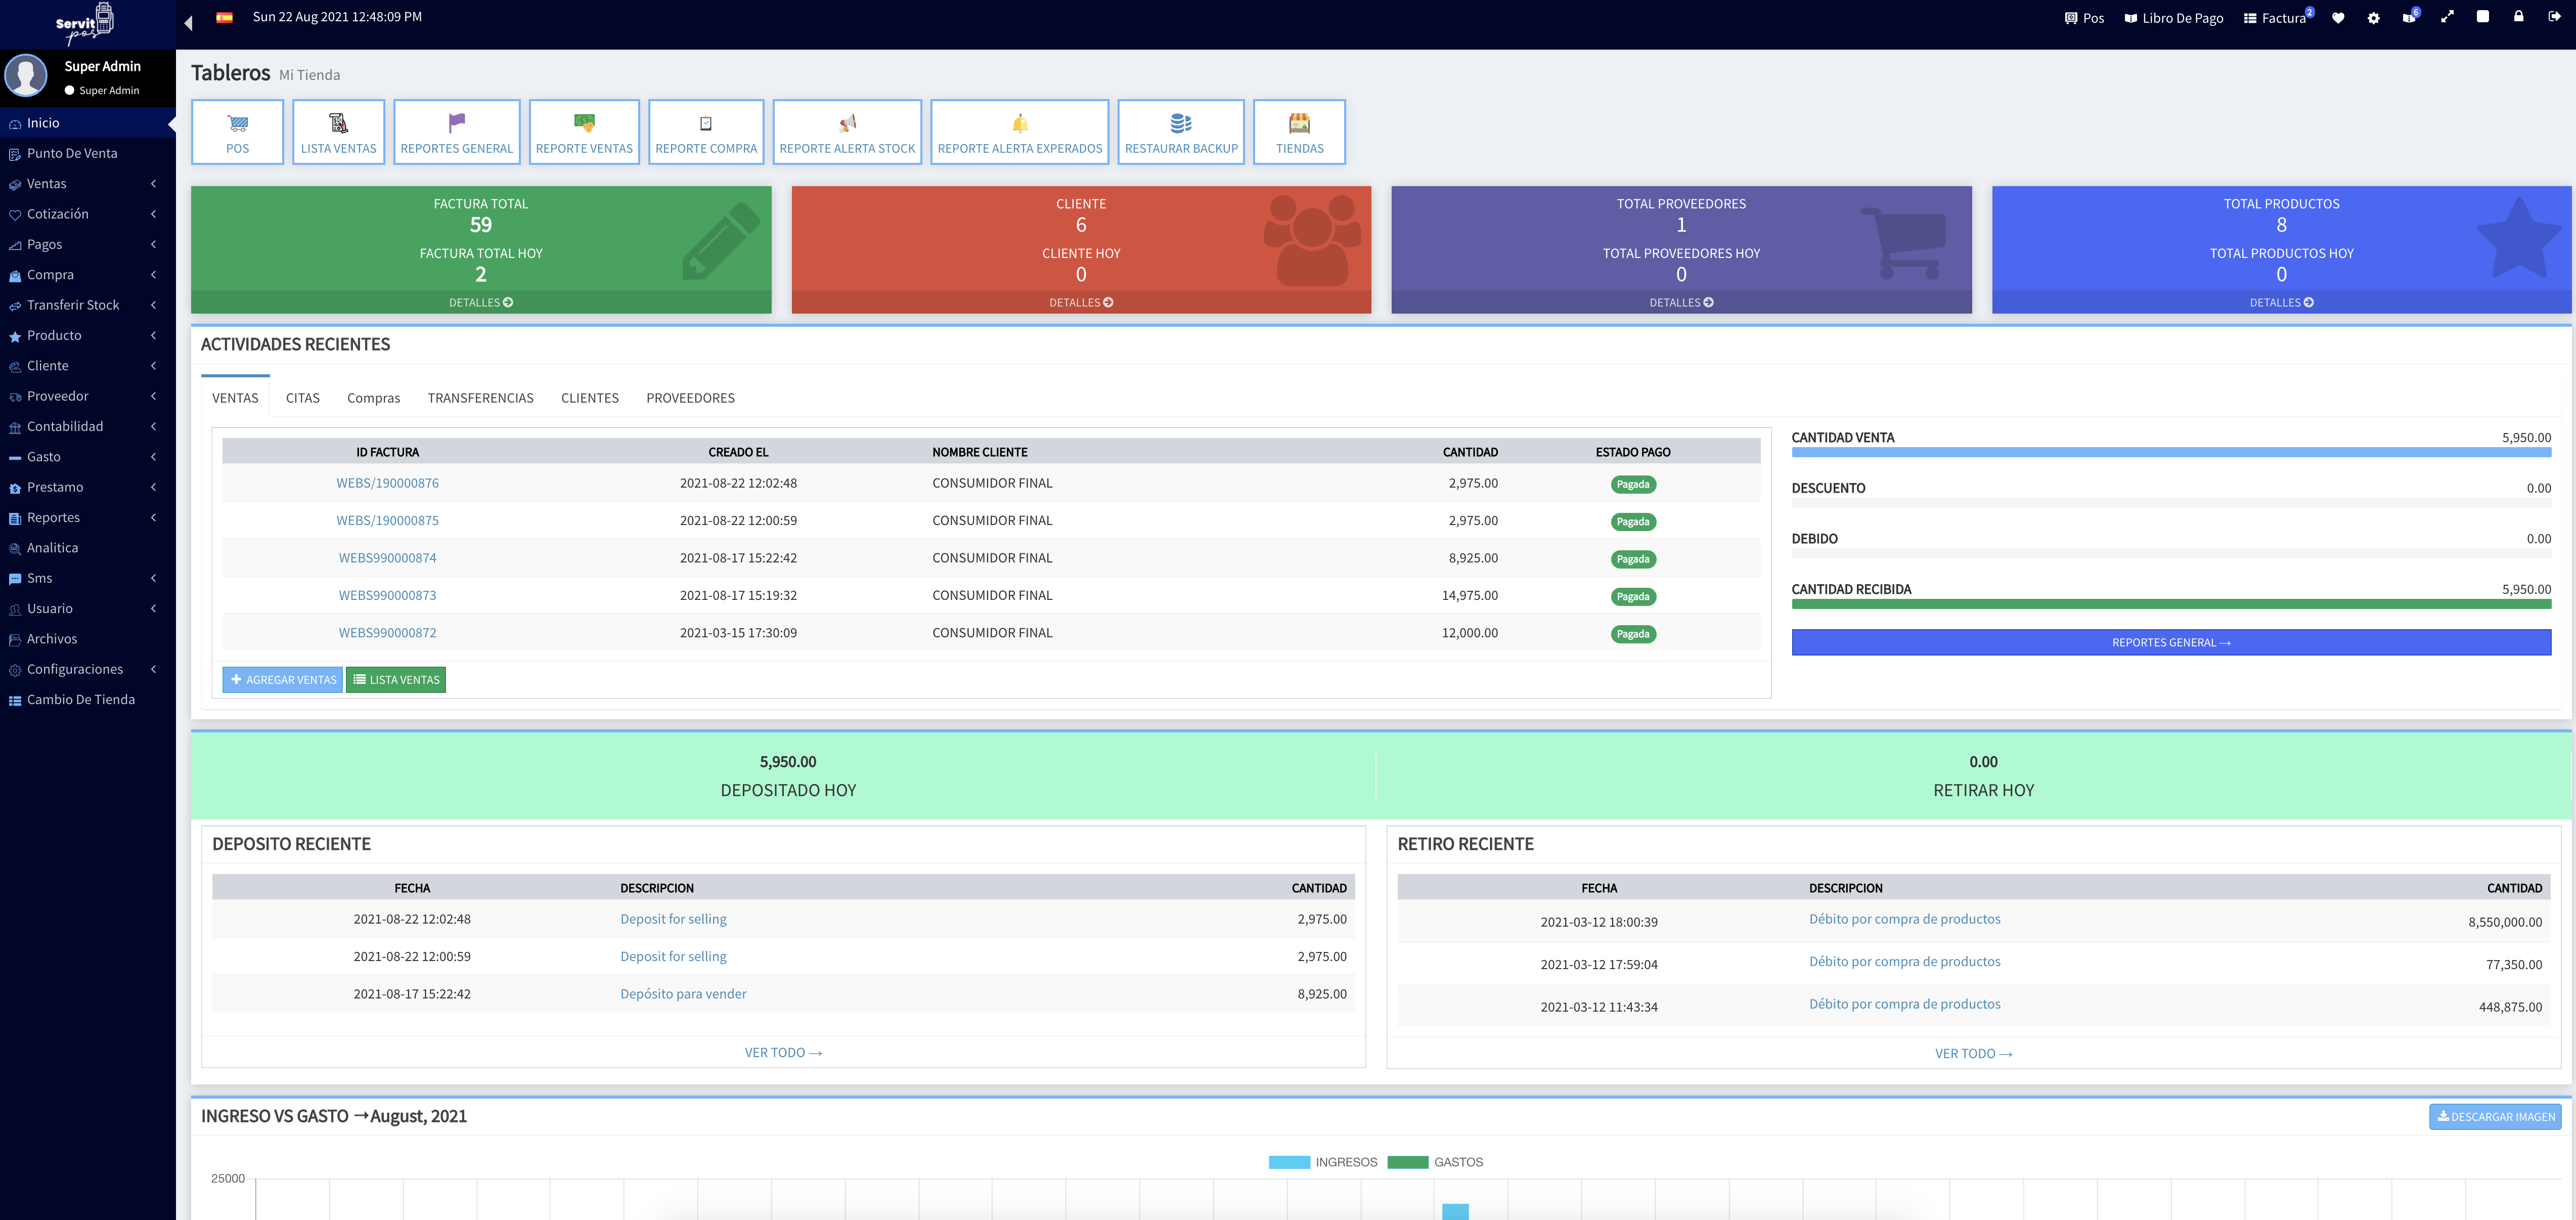 Servit
pos
Sun 22 Aug 2021 12:48:09 PM
Pos
Libro De Pago
Factura 2
6
Super Admin
Super Admin
Inicio
Punto De Venta
Ventas
Cotización
Pagos
Compra
Transferir Stock
Producto
Cliente
Proveedor
Contabilidad
Gasto
Prestamo
Reportes
Analitica
Sms
Usuario
Archivos
Configuraciones
Cambio De Tienda
Tableros Mi Tienda
POS
LISTA VENTAS
REPORTES GENERAL
REPORTE VENTAS
REPORTE COMPRA
REPORTE ALERTA STOCK
REPORTE ALERTA EXPERADOS
RESTAURAR BACKUP
TIENDAS
FACTURA TOTAL
59
FACTURA TOTAL HOY
2
DETALLES
CLIENTE
6
CLIENTE HOY
0
DETALLES
TOTAL PROVEEDORES
1
TOTAL PROVEEDORES HOY
0
DETALLES
TOTAL PRODUCTOS
8
TOTAL PRODUCTOS HOY
0
DETALLES
ACTIVIDADES RECIENTES
VENTAS CITAS Compras TRANSFERENCIAS CLIENTES PROVEEDORES
ID FACTURA CREADO EL NOMBRE CLIENTE CANTIDAD ESTADO PAGO
WEBS/190000876 2021-08-22 12:02:48 CONSUMIDOR FINAL 2,975.00 Pagada
WEBS/190000875 2021-08-22 12:00:59 CONSUMIDOR FINAL 2,975.00 Pagada
WEBS990000874 2021-08-17 15:22:42 CONSUMIDOR FINAL 8,925.00 Pagada
WEBS990000873 2021-08-17 15:19:32 CONSUMIDOR FINAL 14,975.00 Pagada
WEBS990000872 2021-03-15 17:30:09 CONSUMIDOR FINAL 12,000.00 Pagada
AGREGAR VENTAS LISTA VENTAS
CANTIDAD VENTA 5,950.00
DESCUENTO 0.00
DEBIDO 0.00
CANTIDAD RECIBIDA 5,950.00
REPORTES GENERAL →
5,950.00
DEPOSITADO HOY
0.00
RETIRAR HOY
DEPOSITO RECIENTE
FECHA DESCRIPCION CANTIDAD
2021-08-22 12:02:48 Deposit for selling 2,975.00
2021-08-22 12:00:59 Deposit for selling 2,975.00
2021-08-17 15:22:42 Depósito para vender 8,925.00
VER TODO →
RETIRO RECIENTE
FECHA DESCRIPCION CANTIDAD
2021-03-12 18:00:39 Débito por compra de productos 8,550,000.00
2021-03-12 17:59:04 Débito por compra de productos 77,350.00
2021-03-12 11:43:34 Débito por compra de productos 448,875.00
VER TODO →
INGRESO VS GASTO →August, 2021
DESCARGAR IMAGEN
INGRESOS GASTOS
25000